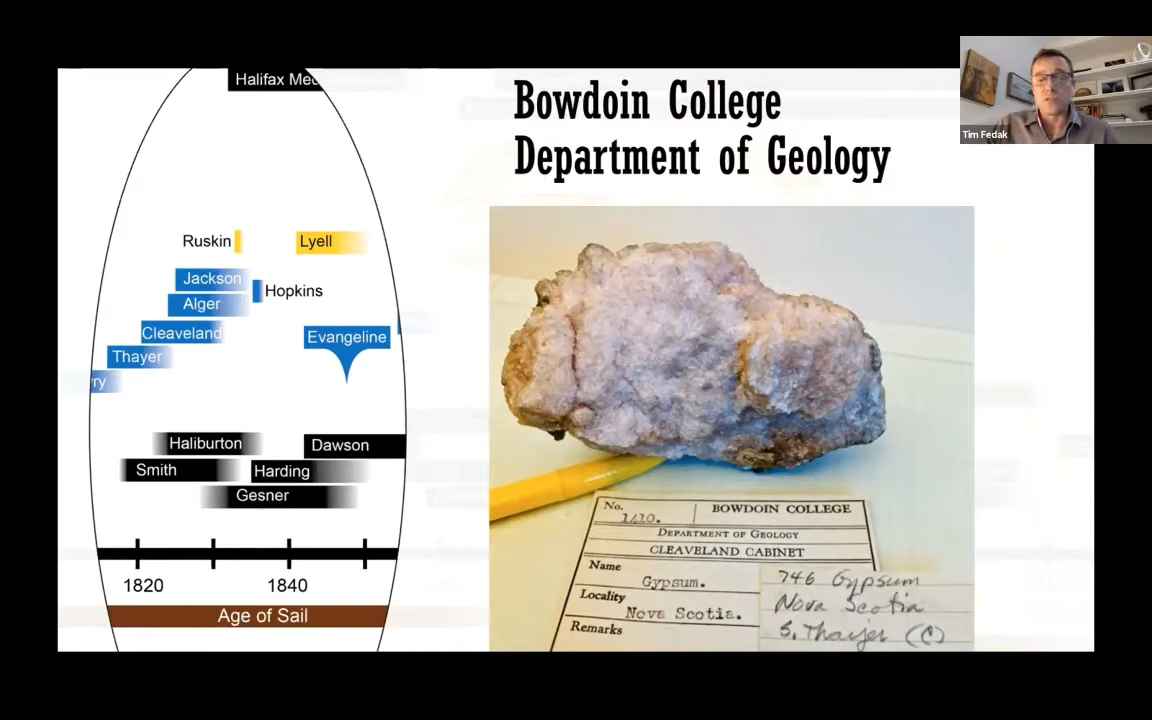 Bowdoin College
Department of Geology
Tim Fedak
Halifax Med
Ruskin
Lyell
Jackson
Hopkins
Alger
Cleaveland
Evangeline
Thayer
ry
Haliburton
Dawson
Smith
Harding
Gesner
1820
1840
Age of Sail
No.
BOWDOIN COLLEGE
DEPARTMENT OF GEOLOGY
CLEAVELAND CABINET
Name
Gypsum.
Locality
Nova Scotia.
Remarks
746 Gypsum
Nova Scotia
S. Thayer (C)